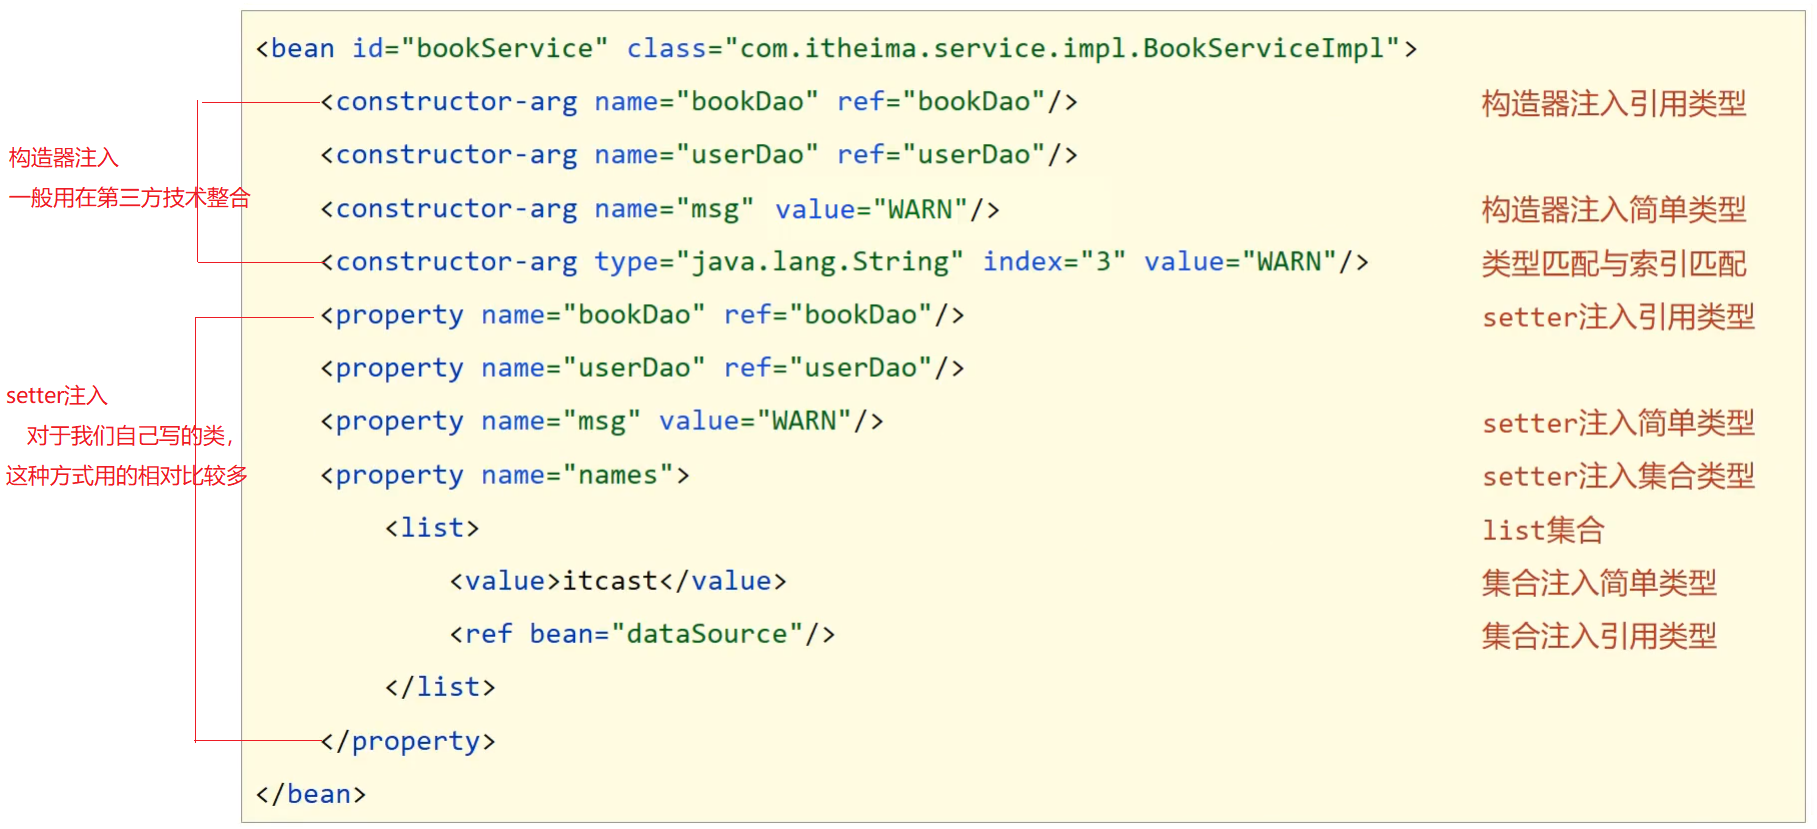 <bean id="bookService" class="com.itheima.service.impl.BookServiceImpl">
<constructor-arg name="bookDao" ref="bookDao"/> 构造器注入引用类型
<constructor-arg name="userDao" ref="userDao"/>
<constructor-arg name="msg" value="WARN"/> 构造器注入简单类型
<constructor-arg type="java.lang.String" index="3" value="WARN"/> 类型匹配与索引匹配
<property name="bookDao" ref="bookDao"/> setter注入引用类型
<property name="userDao" ref="userDao"/>
<property name="msg" value="WARN"/> setter注入简单类型
<property name="names"> setter注入集合类型
<list> list集合
<value>itcast</value> 集合注入简单类型
<ref bean="dataSource"/> 集合注入引用类型
</list>
</property>
</bean>
构造器注入
一般用在第三方技术整合
setter注入
对于我们自己写的类，
这种方式用的相对比较多